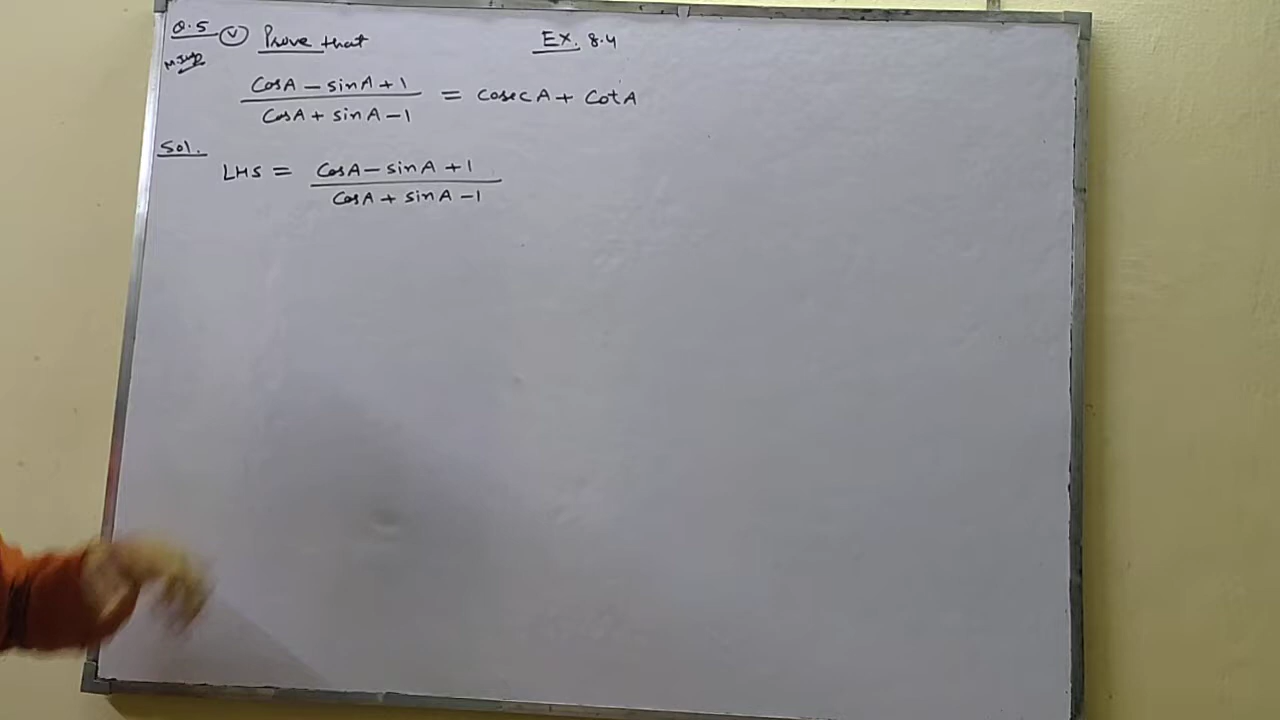 Q.5 (v) Prove that EX. 8.4
M.Imp
CosA - sinA + 1
CosA + sinA - 1
= CosecA + CotA
Sol.
LHS = CosA - sinA + 1
CosA + sinA - 1